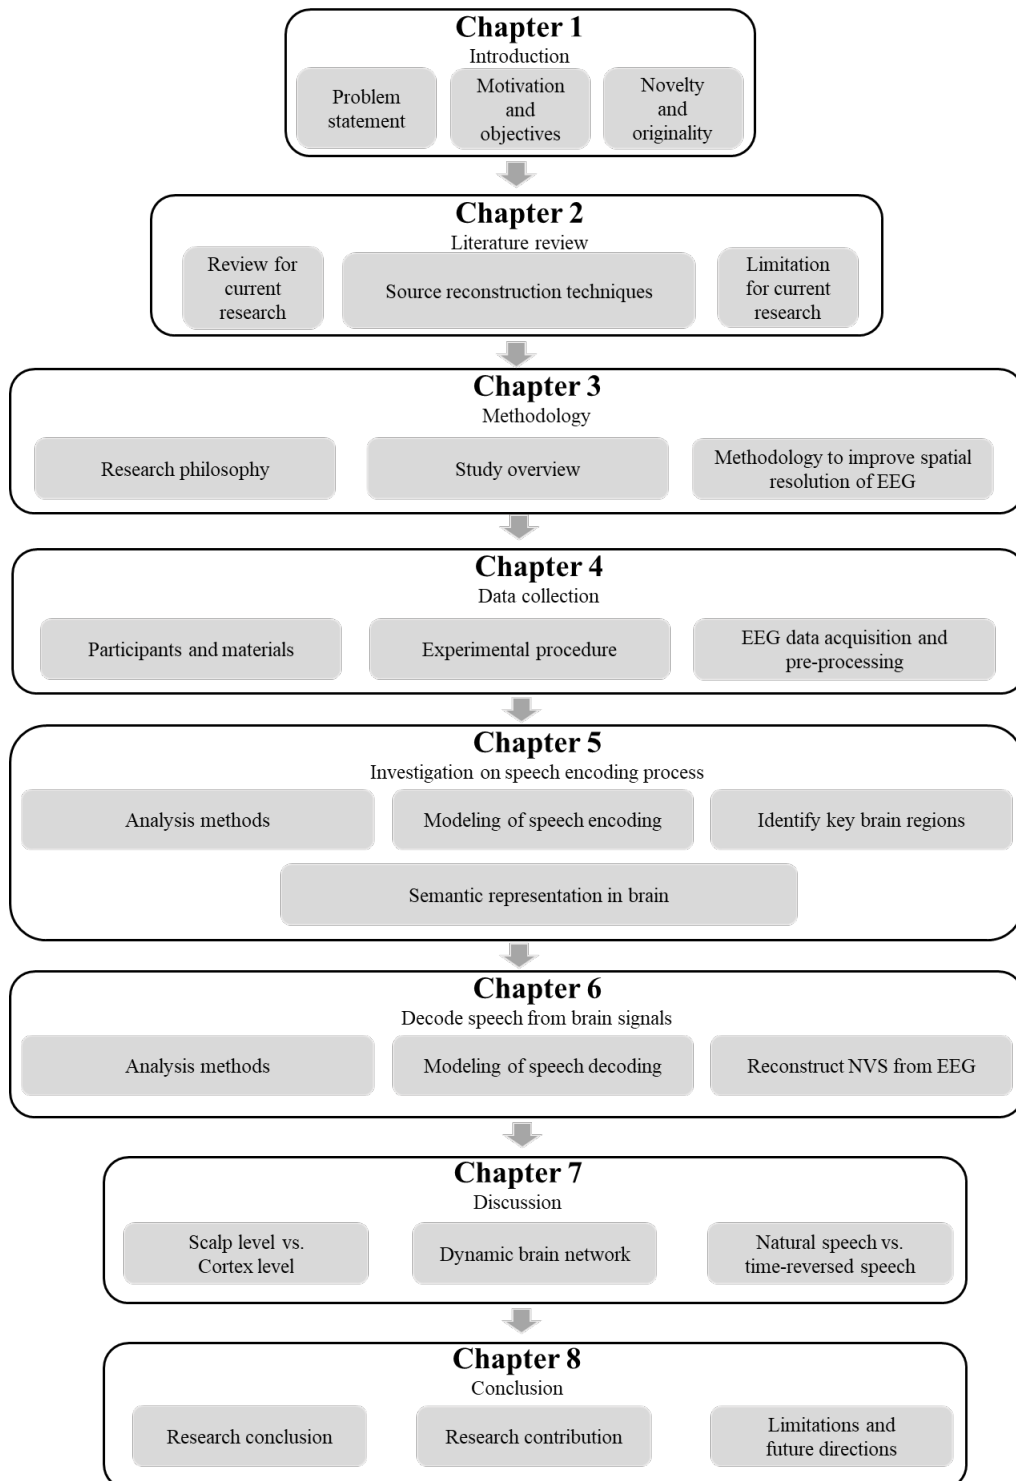 Chapter 1
Introduction
Problem
statement
Motivation
and
objectives
Novelty
and
originality
Chapter 2
Literature review
Review for
current
research
Source reconstruction techniques
Limitation
for current
research
Chapter 3
Methodology
Research philosophy
Study overview
Methodology to improve spatial
resolution of EEG
Chapter 4
Data collection
Participants and materials
Experimental procedure
EEG data acquisition and
pre-processing
Chapter 5
Investigation on speech encoding process
Analysis methods
Modeling of speech encoding
Identify key brain regions
Semantic representation in brain
Chapter 6
Decode speech from brain signals
Analysis methods
Modeling of speech decoding
Reconstruct NVS from EEG
Chapter 7
Discussion
Scalp level vs.
Cortex level
Dynamic brain network
Natural speech vs.
time-reversed speech
Chapter 8
Conclusion
Research conclusion
Research contribution
Limitations and
future directions